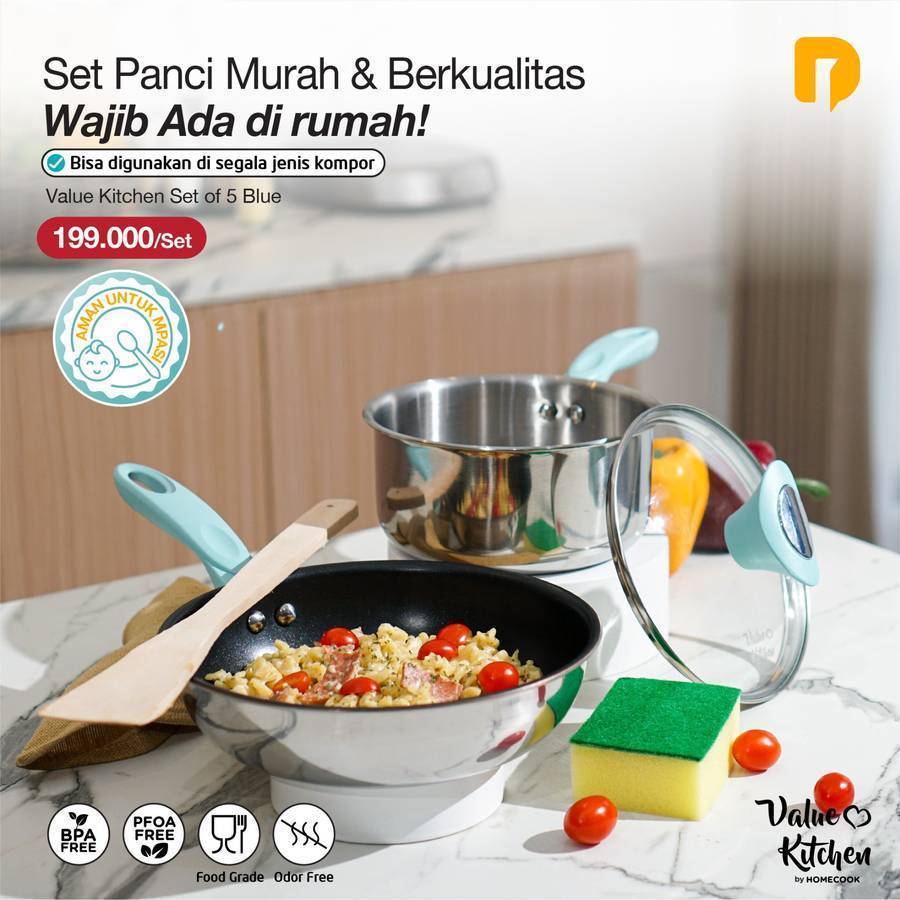 Set Panci Murah & Berkualitas
Wajib Ada di rumah!
Bisa digunakan di segala jenis kompor
Value Kitchen Set of 5 Blue
199.000/Set
AMAN UNTUK MPASI
BPA
FREE
PFOA
FREE
Food Grade
Odor Free
Value
Kitchen
by HOMECOOK